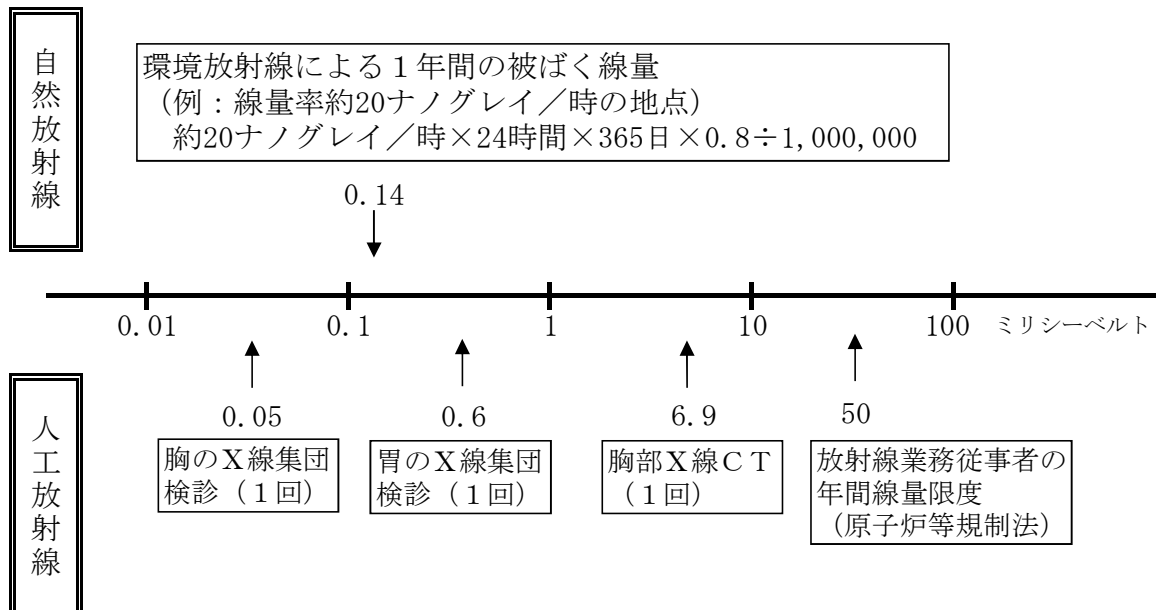 自然放射線
環境放射線による１年間の被ばく線量
（例：線量率約20ナノグレイ／時の地点）
約20ナノグレイ／時×24時間×365日×0.8÷1,000,000
0.14
0.01 0.1 1 10 100 ミリシーベルト
人工放射線
0.05 0.6 6.9 50
胸のＸ線集団
検診（１回）
胃のＸ線集団
検診（１回）
胸部Ｘ線ＣＴ
（１回）
放射線業務従事者の
年間線量限度
（原子炉等規制法）